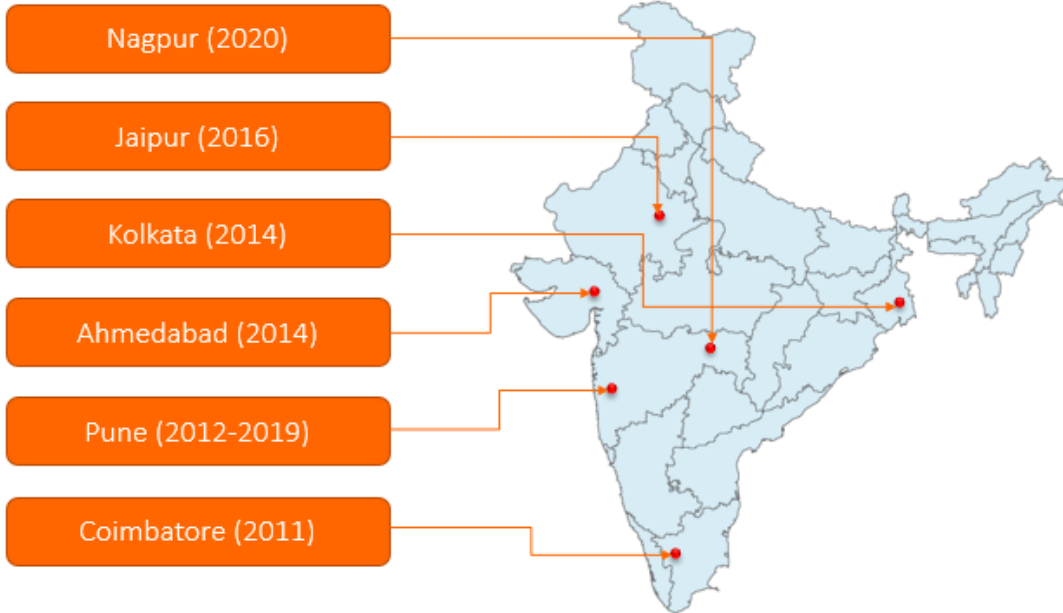 Nagpur (2020)
Jaipur (2016)
Kolkata (2014)
Ahmedabad (2014)
Pune (2012-2019)
Coimbatore (2011)